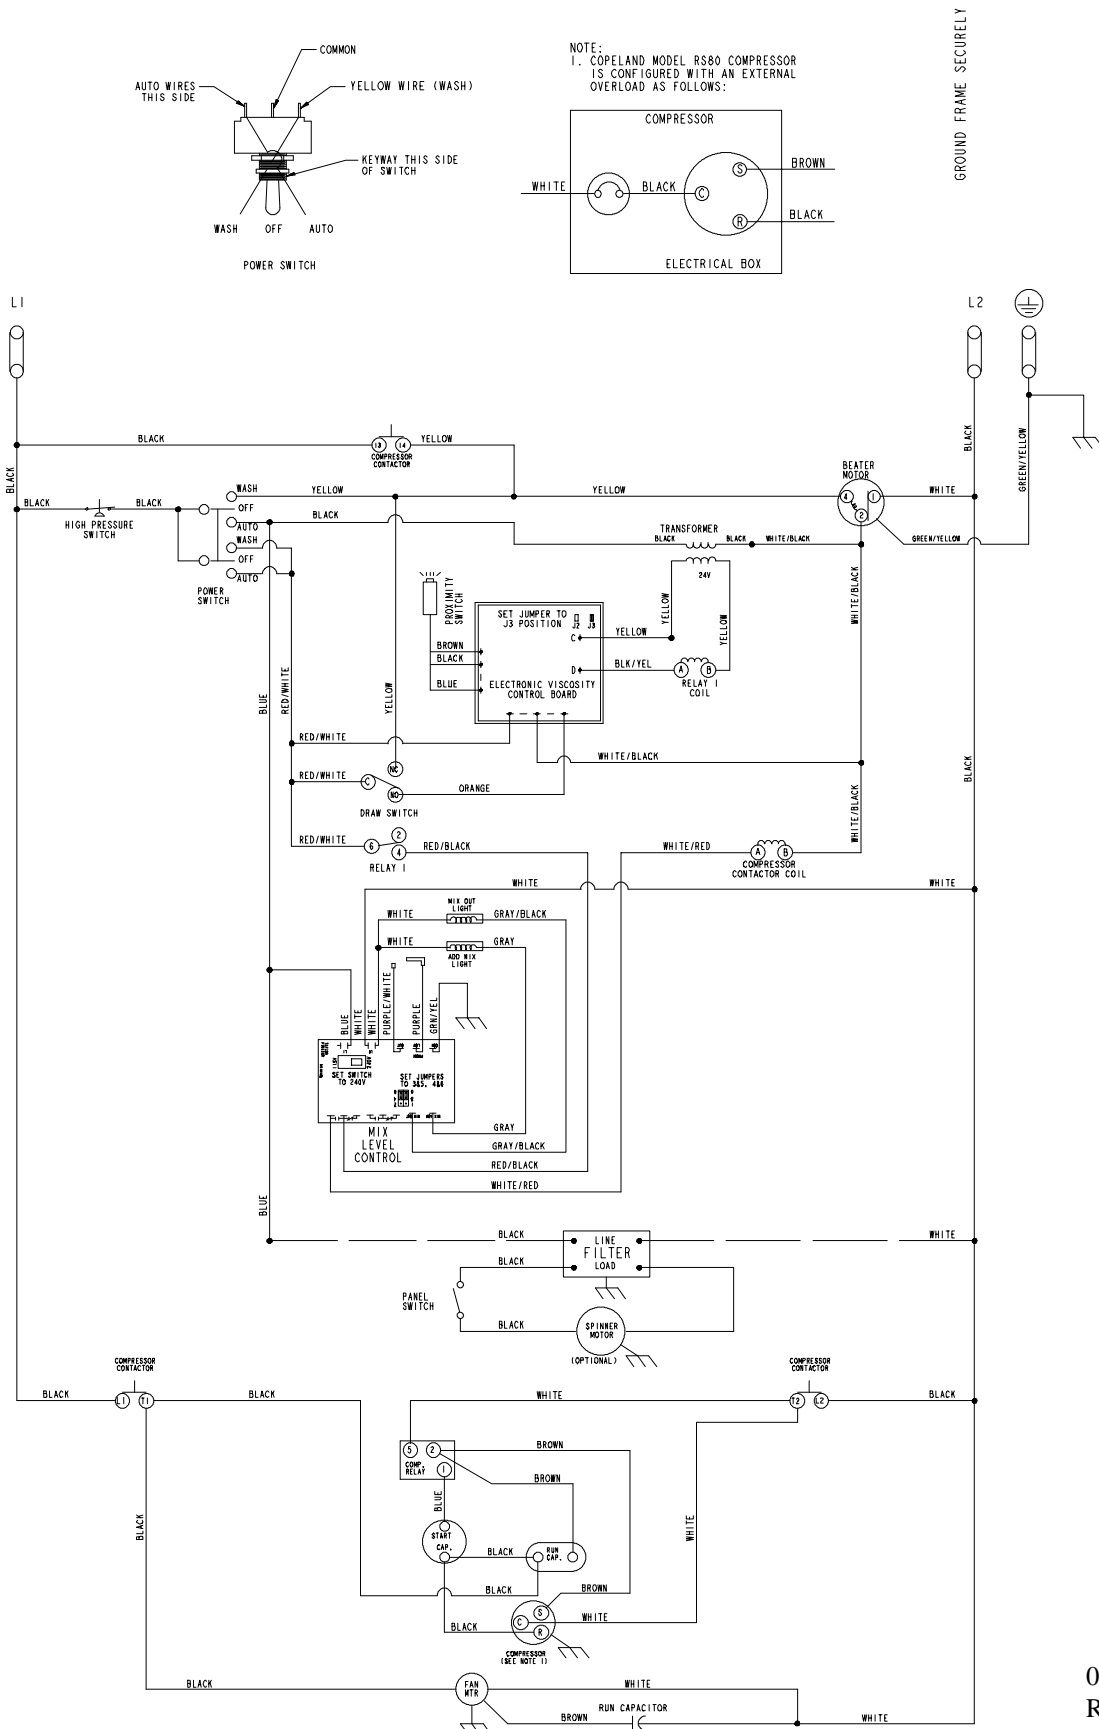 COMMON
AUTO WIRES
THIS SIDE
YELLOW WIRE (WASH)
KEYWAY THIS SIDE
OF SWITCH
WASH OFF AUTO
POWER SWITCH
NOTE:
1. COPELAND MODEL RS80 COMPRESSOR
IS CONFIGURED WITH AN EXTERNAL
OVERLOAD AS FOLLOWS:
COMPRESSOR
WHITE
BLACK
C
S
R
BROWN
BLACK
ELECTRICAL BOX
GROUND FRAME SECURELY
L1
L2
BLACK
BLACK
13 14
YELLOW
COMPRESSOR
CONTACTOR
BLACK
GREEN/YELLOW
BLACK
HIGH PRESSURE
SWITCH
BLACK
WASH
OFF
AUTO
WASH
OFF
AUTO
POWER
SWITCH
YELLOW
BLACK
YELLOW
BEATER
MOTOR
4 1
2
WHITE
GREEN/YELLOW
TRANSFORMER
BLACK
BLACK
WHITE/BLACK
24V
PROXIMITY
SWITCH
BROWN
BLACK
BLUE
SET JUMPER TO
J3 POSITION
J2 J3
C
D
ELECTRONIC VISCOSITY
CONTROL BOARD
YELLOW
YELLOW
YELLOW
BLK/YEL
A B
RELAY 1
COIL
WHITE/BLACK
BLUE
RED/WHITE
YELLOW
RED/WHITE
WHITE/BLACK
BLACK
RED/WHITE
NC
C
NO
ORANGE
DRAW SWITCH
WHITE/BLACK
RED/WHITE
2
6
4
RELAY 1
RED/BLACK
WHITE/RED
A B
COMPRESSOR
CONTACTOR COIL
WHITE
WHITE
MIX OUT
LIGHT
WHITE
GRAY/BLACK
WHITE
GRAY
ADD MIX
LIGHT
BLUE
WHITE
WHITE
PURPLE/WHITE
PURPLE
GRN/YEL
115V
240V
SET SWITCH
TO 240V
SET JUMPERS
TO 3&5, 4&6
MIX
LEVEL
CONTROL
GRAY
GRAY/BLACK
RED/BLACK
WHITE/RED
BLUE
BLACK
LINE
FILTER
LOAD
WHITE
BLACK
PANEL
SWITCH
BLACK
SPINNER
MOTOR
(OPTIONAL)
COMPRESSOR
CONTACTOR
BLACK
L1 T1
BLACK
WHITE
COMPRESSOR
CONTACTOR
T2 L2
BLACK
5 2
COMP.
RELAY
1
BROWN
BROWN
BLUE
BLACK
WHITE
START
CAP.
BLACK
RUN
CAP.
BLACK
BROWN
S
C
R
WHITE
BLACK
COMPRESSOR
(SEE NOTE 1)
BLACK
FAN
MTR
WHITE
RUN CAPACITOR
BROWN
WHITE
0
R